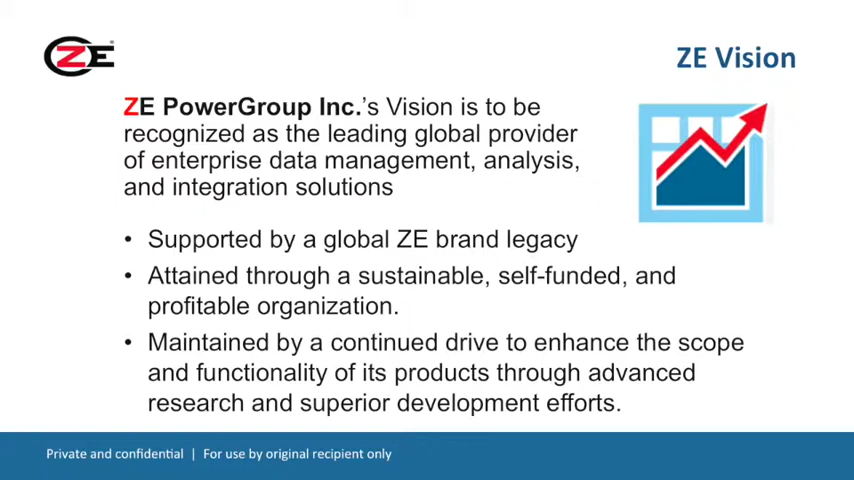 ZE
ZE Vision
ZE PowerGroup Inc.'s Vision is to be
recognized as the leading global provider
of enterprise data management, analysis,
and integration solutions
• Supported by a global ZE brand legacy
• Attained through a sustainable, self-funded, and
profitable organization.
• Maintained by a continued drive to enhance the scope
and functionality of its products through advanced
research and superior development efforts.
Private and confidential | For use by original recipient only